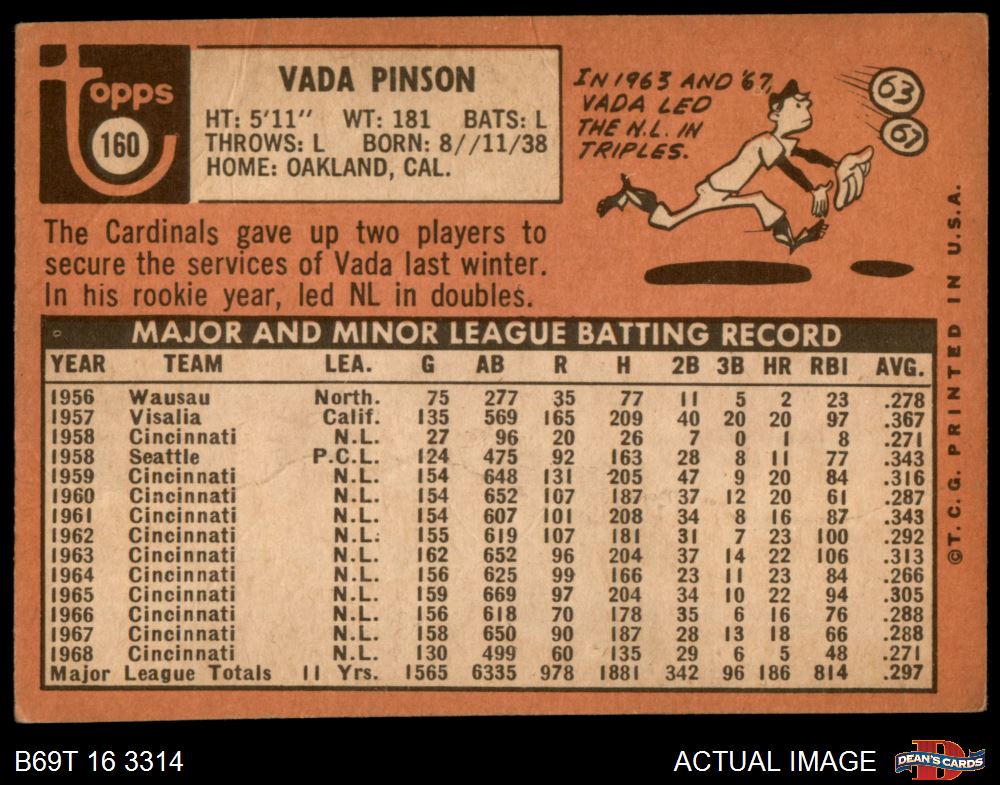 topps
160
VADA PINSON
HT: 5'11" WT: 181 BATS: L
THROWS: L BORN: 8//11/38
HOME: OAKLAND, CAL.
IN 1963 AND '67,
VADA LED
THE N.L. IN
TRIPLES.
63
67
The Cardinals gave up two players to
secure the services of Vada last winter.
In his rookie year, led NL in doubles.
MAJOR AND MINOR LEAGUE BATTING RECORD
YEAR TEAM LEA. G AB R H 2B 3B HR RBI AVG.
1956 Wausau North. 75 277 35 77 11 5 2 23 .278
1957 Visalia Calif. 135 569 165 209 40 20 20 97 .367
1958 Cincinnati N.L. 27 96 20 26 7 0 1 8 .271
1958 Seattle P.C.L. 124 475 92 163 28 8 11 77 .343
1959 Cincinnati N.L. 154 648 131 205 47 9 20 84 .316
1960 Cincinnati N.L. 154 652 107 187 37 12 20 61 .287
1961 Cincinnati N.L. 154 607 101 208 34 8 16 87 .343
1962 Cincinnati N.L. 155 619 107 181 31 7 23 100 .292
1963 Cincinnati N.L. 162 652 96 204 37 14 22 106 .313
1964 Cincinnati N.L. 156 625 99 166 23 11 23 84 .266
1965 Cincinnati N.L. 159 669 97 204 34 10 22 94 .305
1966 Cincinnati N.L. 156 618 70 178 35 6 16 76 .288
1967 Cincinnati N.L. 158 650 90 187 28 13 18 66 .288
1968 Cincinnati N.L. 130 499 60 135 29 6 5 48 .271
Major League Totals 11 Yrs. 1565 6335 978 1881 342 96 186 814 .297
©T. C. G. PRINTED IN U.S.A.
B69T 16 3314
ACTUAL IMAGE
DEAN'S CARDS